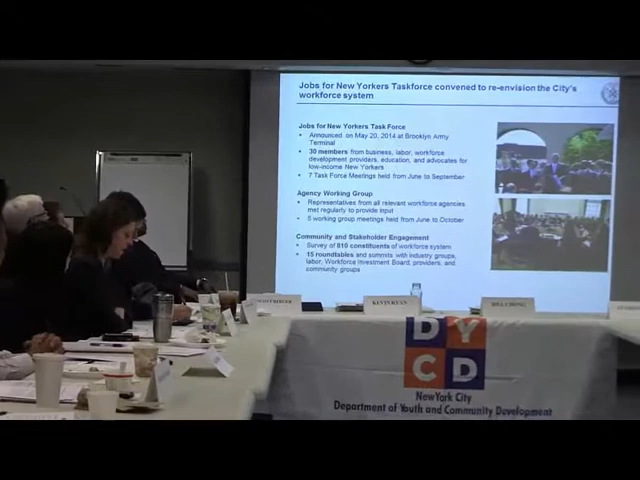 Jobs for New Yorkers Taskforce convened to re-envision the City's
workforce system
Jobs for New Yorkers Task Force
• Announced on May 20, 2014 at Brooklyn Army
Terminal
• 30 members from business, labor, workforce
development providers, education, and advocates for
low-income New Yorkers
• 7 Task Force Meetings held from June to September
Agency Working Group
• Representatives from all relevant workforce agencies
met regularly to provide input
• 5 working group meetings held from June to October
Community and Stakeholder Engagement
• Survey of 810 constituents of workforce system
• 15 roundtables and summits with industry groups,
labor, Workforce Investment Board, providers, and
community groups
KEVIN RYAN
BILL CHONG
DY
CD
New York City
Department of Youth and Community Development